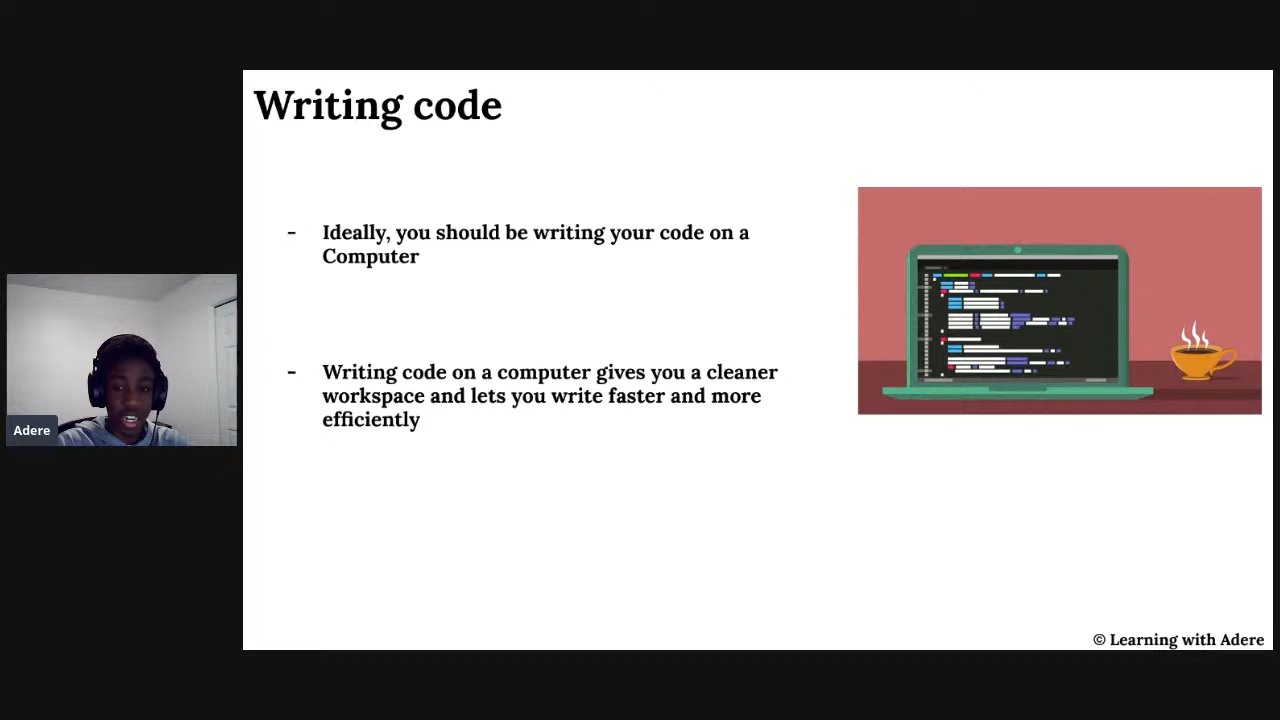 Writing code
- Ideally, you should be writing your code on a
Computer
- Writing code on a computer gives you a cleaner
workspace and lets you write faster and more
efficiently
Adere
© Learning with Adere